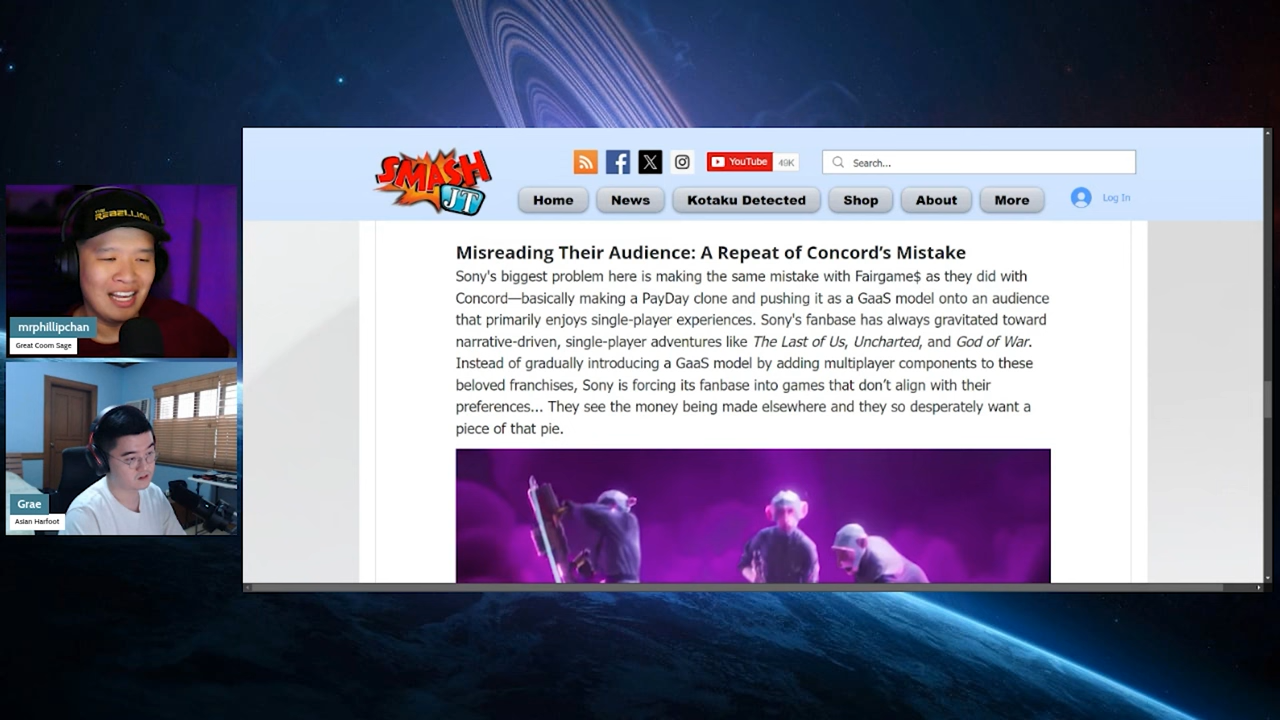 SMASH
JT
YouTube 49K
Search...
Home News Kotaku Detected Shop About More Log In
THE
REBELLION
mrphillipchan
Great Coom Sage
Grae
Asian Harfoot
Misreading Their Audience: A Repeat of Concord’s Mistake
Sony's biggest problem here is making the same mistake with Fairgame$ as they did with
Concord—basically making a PayDay clone and pushing it as a GaaS model onto an audience
that primarily enjoys single-player experiences. Sony's fanbase has always gravitated toward
narrative-driven, single-player adventures like The Last of Us, Uncharted, and God of War.
Instead of gradually introducing a GaaS model by adding multiplayer components to these
beloved franchises, Sony is forcing its fanbase into games that don’t align with their
preferences... They see the money being made elsewhere and they so desperately want a
piece of that pie.